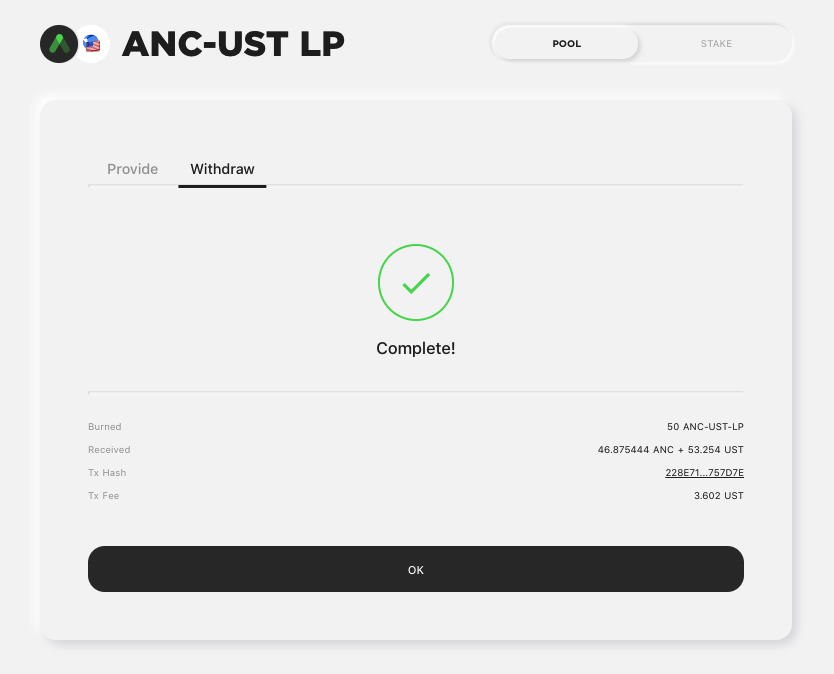 ANC-UST LP
POOL
STAKE
Provide
Withdraw
Complete!
Burned
50 ANC-UST-LP
Received
46.875444 ANC + 53.254 UST
Tx Hash
228E71...757D7E
Tx Fee
3.602 UST
OK